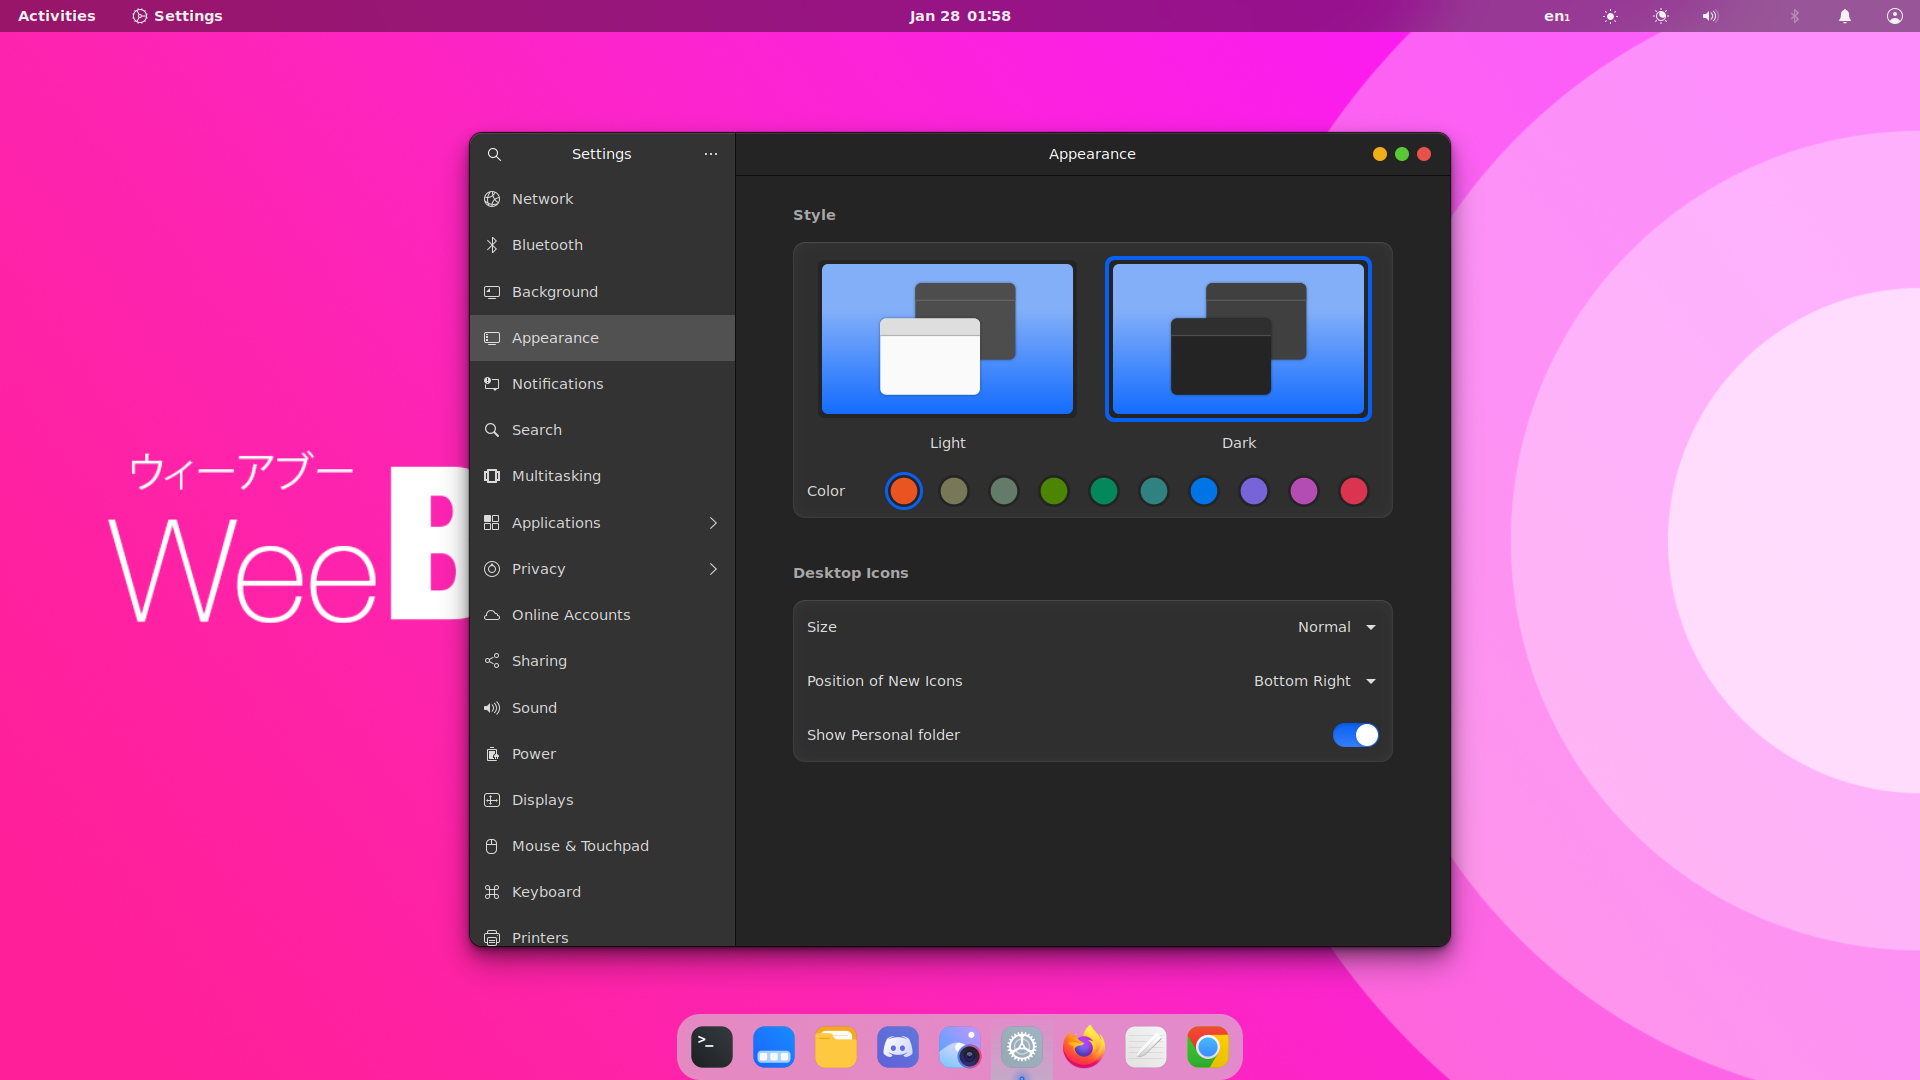 Activities
Settings
Jan 28 01:58
en₁
Settings
Appearance
Network
Bluetooth
Background
Appearance
Notifications
Search
Multitasking
Applications
Privacy
Online Accounts
Sharing
Sound
Power
Displays
Mouse & Touchpad
Keyboard
Printers
Style
Light
Dark
Color
Desktop Icons
Size
Normal
Position of New Icons
Bottom Right
Show Personal folder
ウィーアブー
WeeB
>_